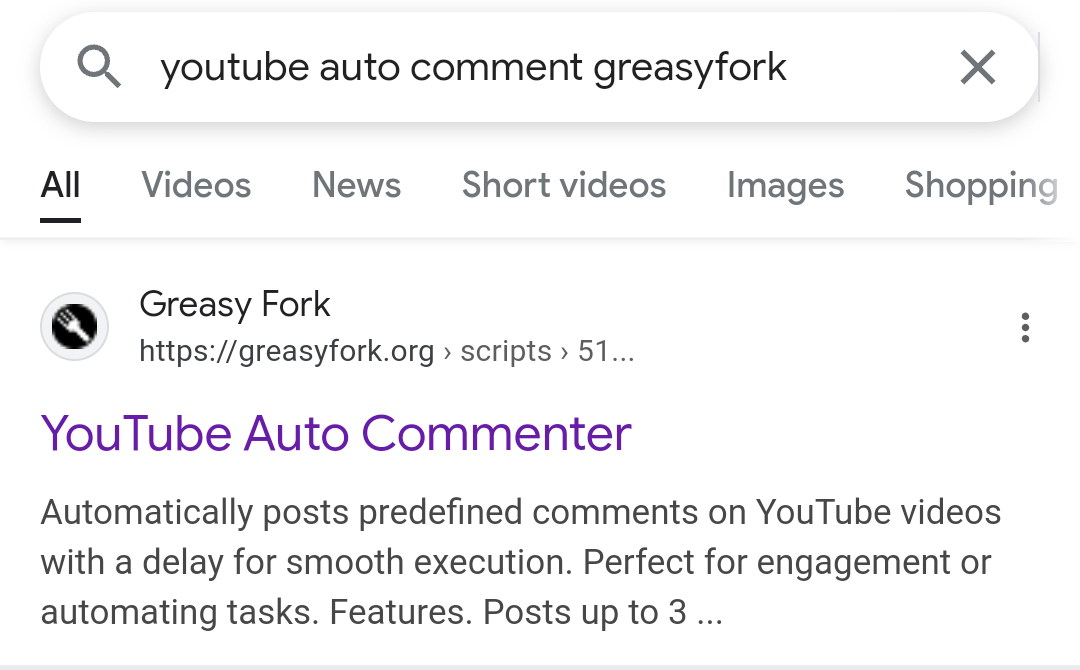 youtube auto comment greasyfork
All Videos News Short videos Images Shopping
Greasy Fork
https://greasyfork.org › scripts › 51...
YouTube Auto Commenter
Automatically posts predefined comments on YouTube videos
with a delay for smooth execution. Perfect for engagement or
automating tasks. Features. Posts up to 3 ...